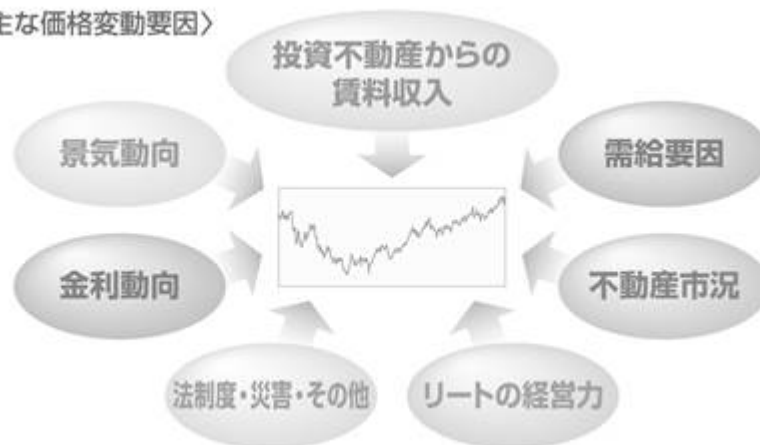 主な価格変動要因〉
投資不動産からの
賃料収入
景気動向
需給要因
金利動向
不動産市況
法制度・災害・その他
リートの経営力